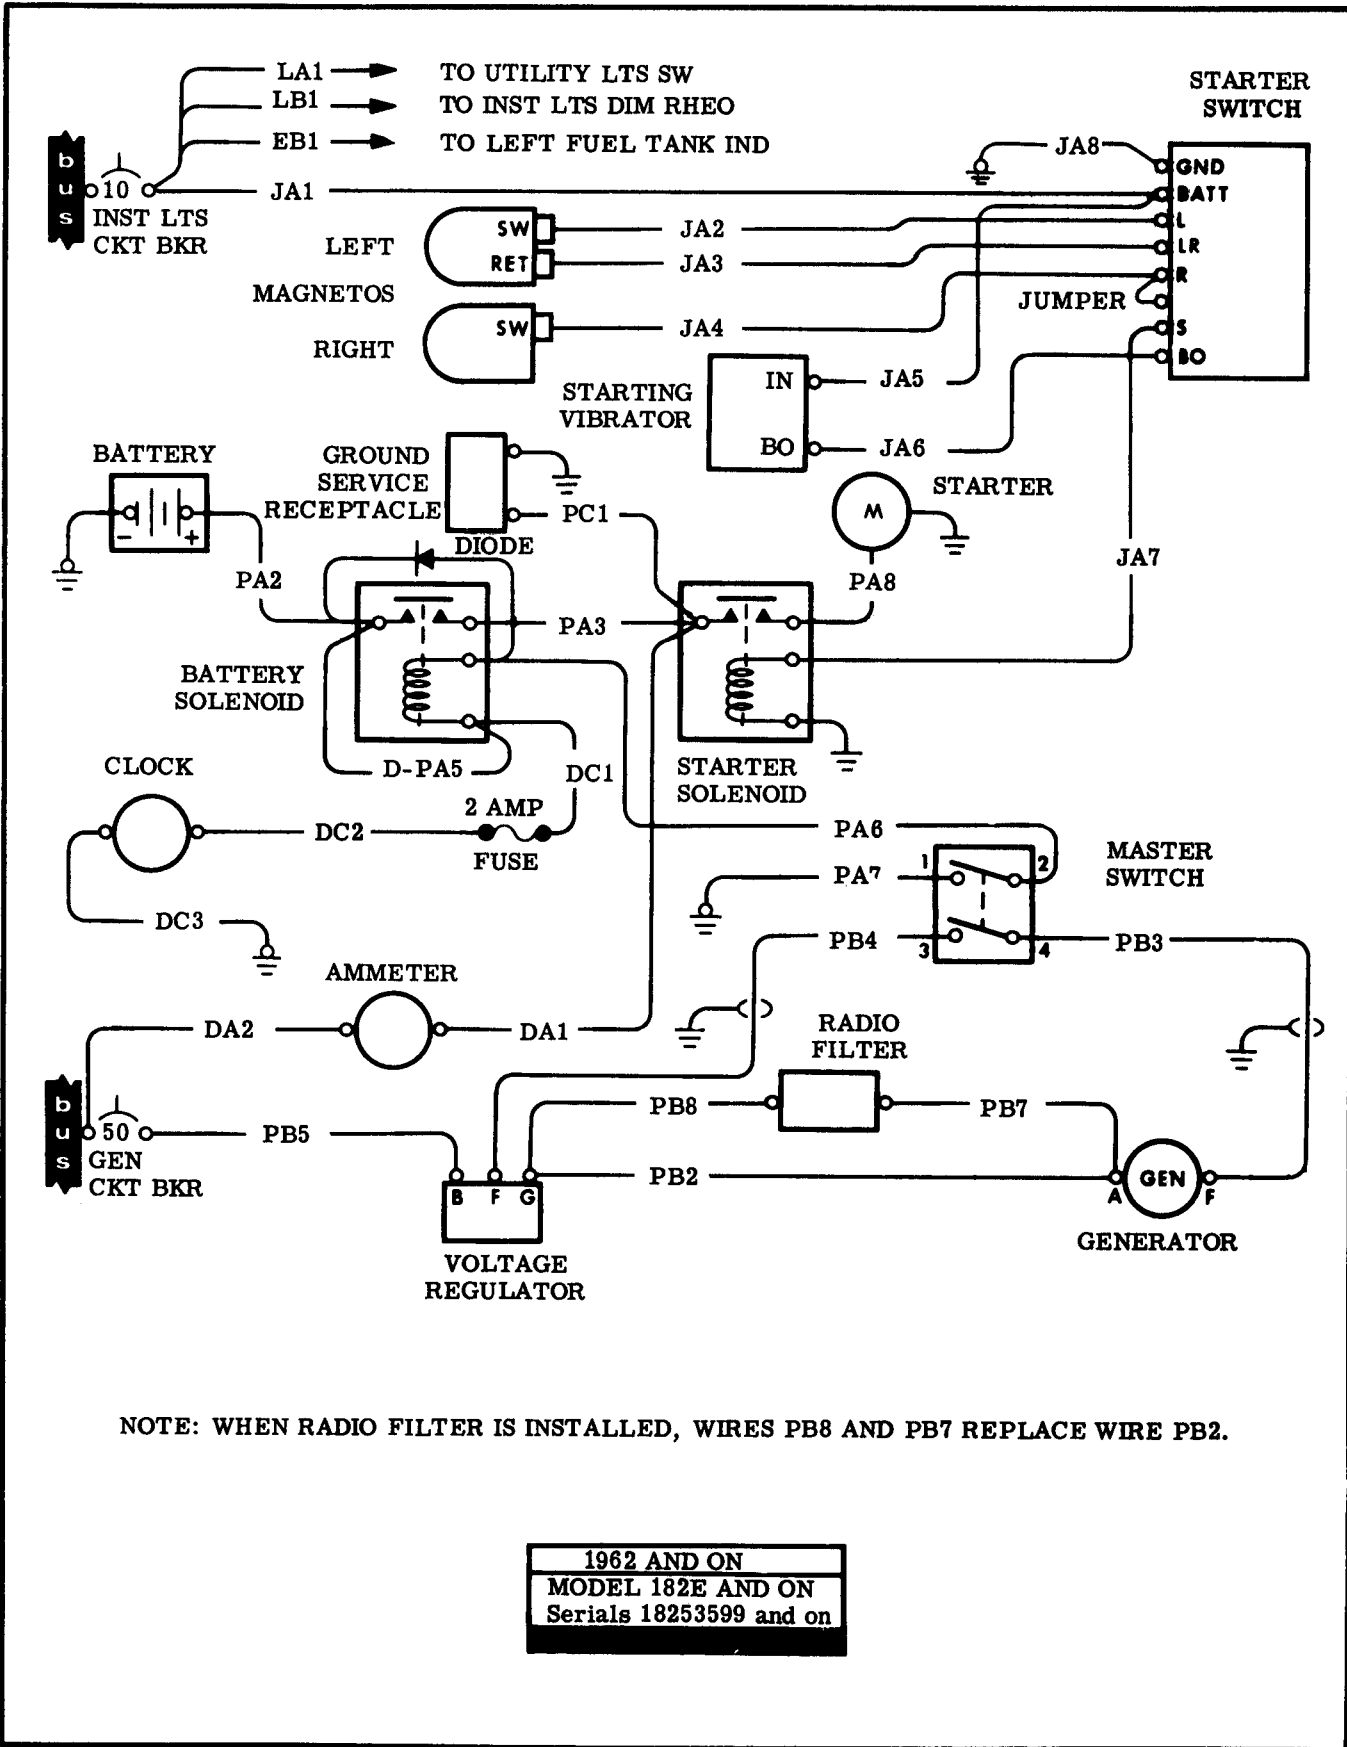 LA1 TO UTILITY LTS SW
LB1 TO INST LTS DIM RHEO
EB1 TO LEFT FUEL TANK IND
STARTER
SWITCH
bus
10
INST LTS
CKT BKR
JA1
JA8
GND
BATT
L
LR
R
JUMPER
S
BO
LEFT
MAGNETOS
RIGHT
SW
RET
SW
JA2
JA3
JA4
STARTING
VIBRATOR
IN
BO
JA5
JA6
JA7
BATTERY
- +
PA2
GROUND
SERVICE
RECEPTACLE
PC1
DIODE
STARTER
M
PA8
PA3
BATTERY
SOLENOID
D-PA5
DC1
STARTER
SOLENOID
CLOCK
DC2
2 AMP
FUSE
DC3
PA6
PA7
1
2
3
4
MASTER
SWITCH
PB4
PB3
AMMETER
DA2
DA1
RADIO
FILTER
PB8
PB7
bus
50
GEN
CKT BKR
PB5
PB2
B F G
VOLTAGE
REGULATOR
A
GEN
F
GENERATOR
NOTE: WHEN RADIO FILTER IS INSTALLED, WIRES PB8 AND PB7 REPLACE WIRE PB2.
1962 AND ON
MODEL 182E AND ON
Serials 18253599 and on